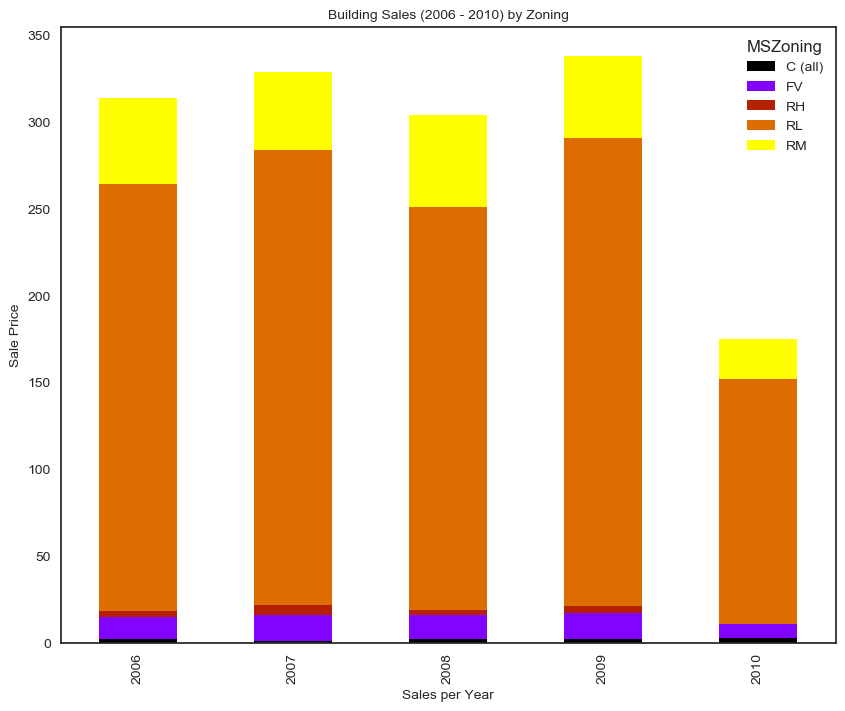 Building Sales (2006 - 2010) by Zoning
350
300
250
200
150
100
50
0
Sale Price
MSZoning
C (all)
FV
RH
RL
RM
2006
2007
2008
2009
2010
Sales per Year